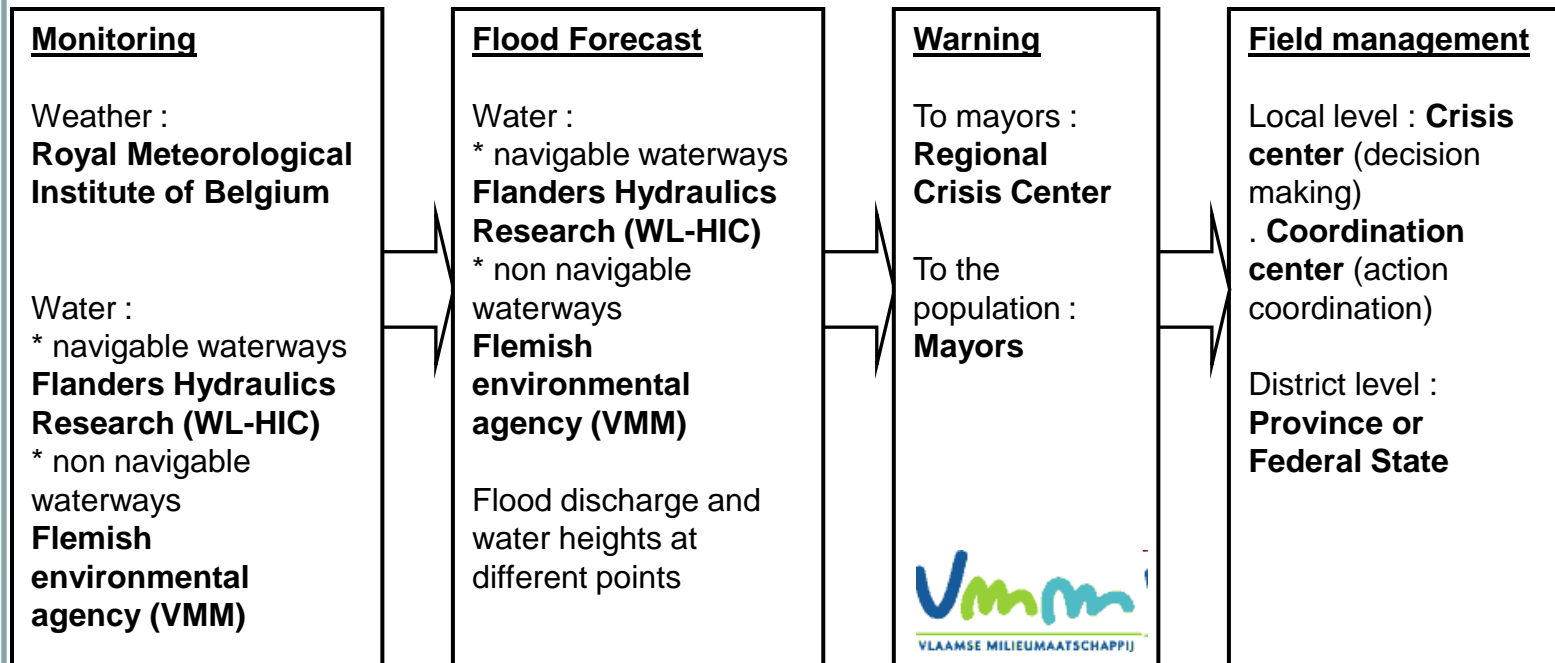 Monitoring
Weather :
Royal Meteorological
Institute of Belgium
Water :
* navigable waterways
Flanders Hydraulics
Research (WL-HIC)
* non navigable
waterways
Flemish
environmental
agency (VMM)
Flood Forecast
Water :
* navigable waterways
Flanders Hydraulics
Research (WL-HIC)
* non navigable
waterways
Flemish
environmental
agency (VMM)
Flood discharge and
water heights at
different points
Warning
To mayors :
Regional
Crisis Center
To the
population :
Mayors
Vmm
VLAAMSE MILIEUMAATSCHAPPIJ
Field management
Local level : Crisis
center (decision
making)
. Coordination
center (action
coordination)
District level :
Province or
Federal State